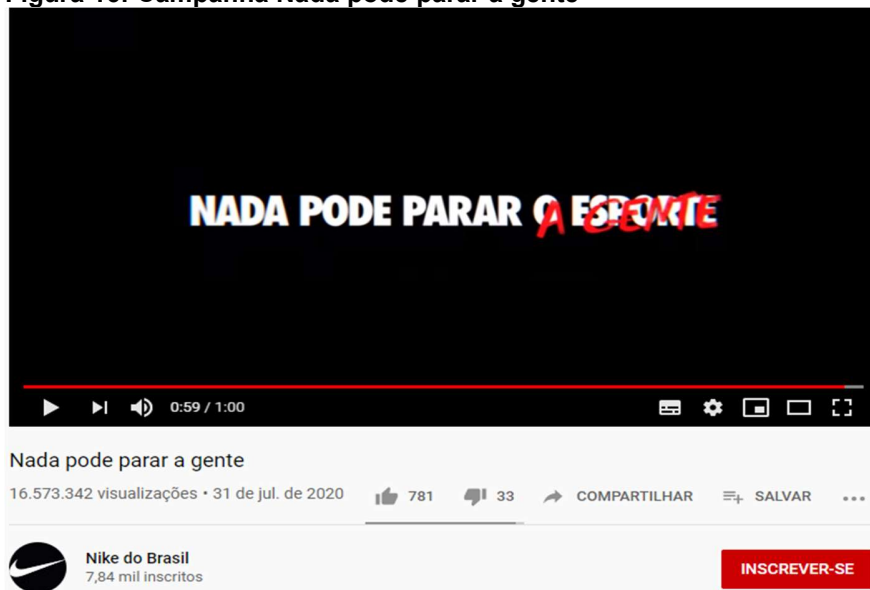 Figura 16: Campanha Nada pode parar a gente
NADA PODE PARAR O ESPORTE
A GENTE
0:59 / 1:00
Nada pode parar a gente
16.573.342 visualizações • 31 de jul. de 2020 781 33 COMPARTILHAR SALVAR
Nike do Brasil
7,84 mil inscritos
INSCREVER-SE